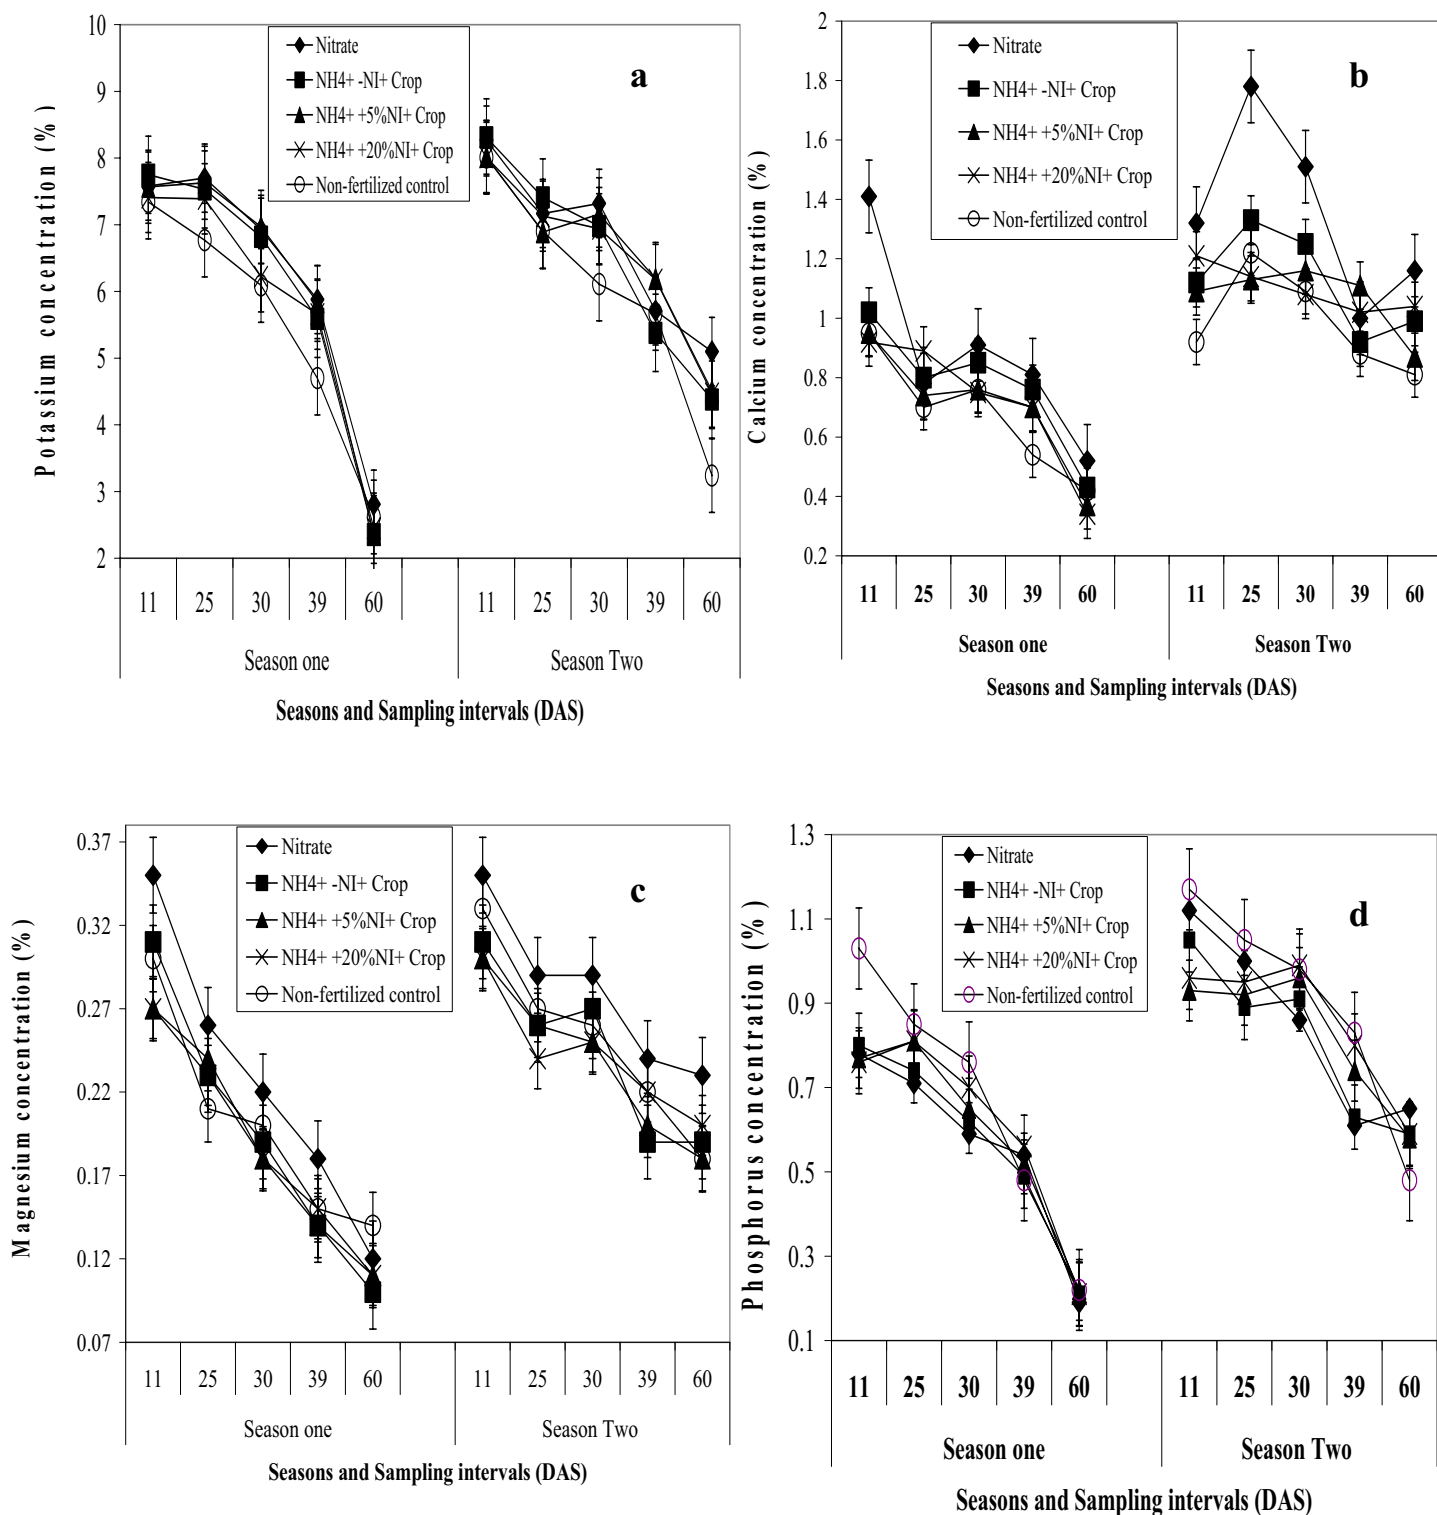 a
Potassium concentration (%)
10
9
8
7
6
5
4
3
2
Nitrate
NH4+ -NI+ Crop
NH4+ +5%NI+ Crop
NH4+ +20%NI+ Crop
Non-fertilized control
11 25 30 39 60 11 25 30 39 60
Season one Season Two
Seasons and Sampling intervals (DAS)
b
Calcium concentration (%)
2
1.8
1.6
1.4
1.2
1
0.8
0.6
0.4
0.2
Nitrate
NH4+ -NI+ Crop
NH4+ +5%NI+ Crop
NH4+ +20%NI+ Crop
Non-fertilized control
11 25 30 39 60 11 25 30 39 60
Season one Season Two
Seasons and Sampling intervals (DAS)
c
Magnesium concentration (%)
0.37
0.32
0.27
0.22
0.17
0.12
0.07
Nitrate
NH4+ -NI+ Crop
NH4+ +5%NI+ Crop
NH4+ +20%NI+ Crop
Non-fertilized control
11 25 30 39 60 11 25 30 39 60
Season one Season Two
Seasons and Sampling intervals (DAS)
d
Phosphorus concentration (%)
1.3
1.1
0.9
0.7
0.5
0.3
0.1
Nitrate
NH4+ -NI+ Crop
NH4+ +5%NI+ Crop
NH4+ +20%NI+ Crop
Non-fertilized control
11 25 30 39 60 11 25 30 39 60
Season one Season Two
Seasons and Sampling intervals (DAS)